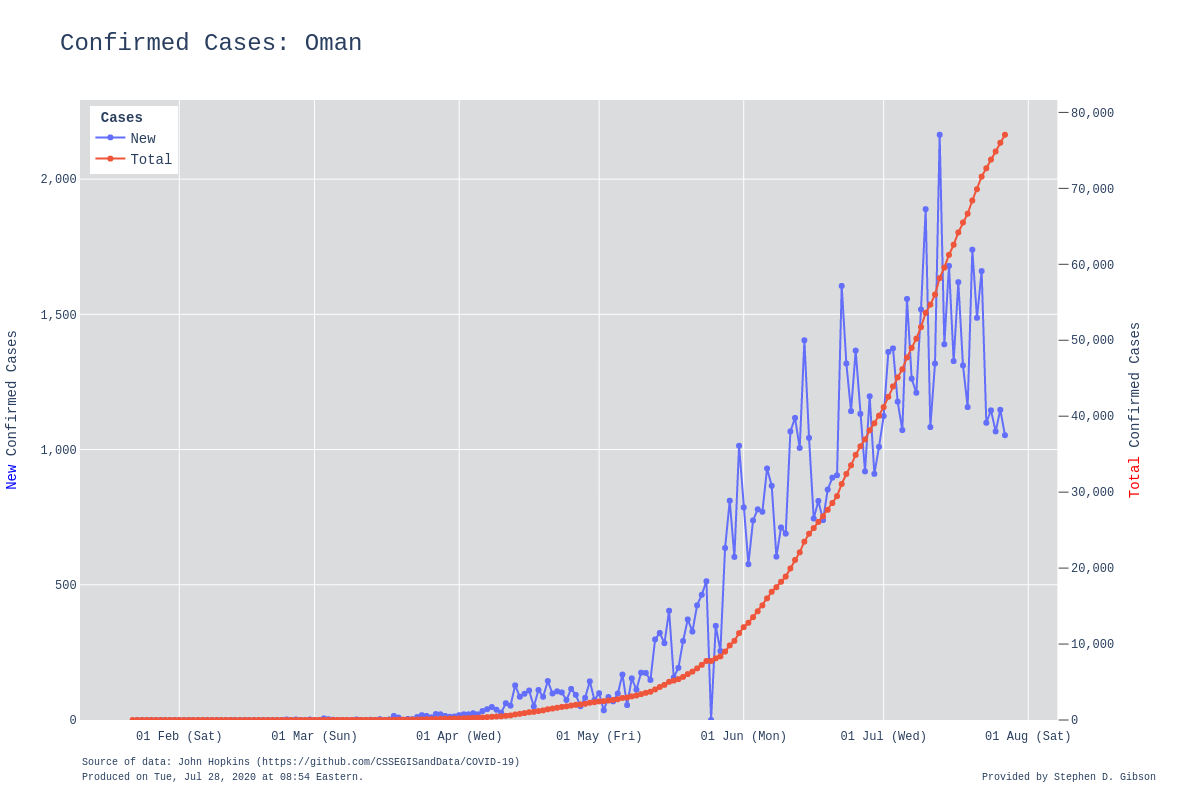 Confirmed Cases: Oman
Cases
New
Total
2,000
1,500
1,000
500
0
80,000
70,000
60,000
50,000
40,000
30,000
20,000
10,000
0
New Confirmed Cases
Total Confirmed Cases
01 Feb (Sat) 01 Mar (Sun) 01 Apr (Wed) 01 May (Fri) 01 Jun (Mon) 01 Jul (Wed) 01 Aug (Sat)
Source of data: John Hopkins (https://github.com/CSSEGISandData/COVID-19)
Produced on Tue, Jul 28, 2020 at 08:54 Eastern.
Provided by Stephen D. Gibson